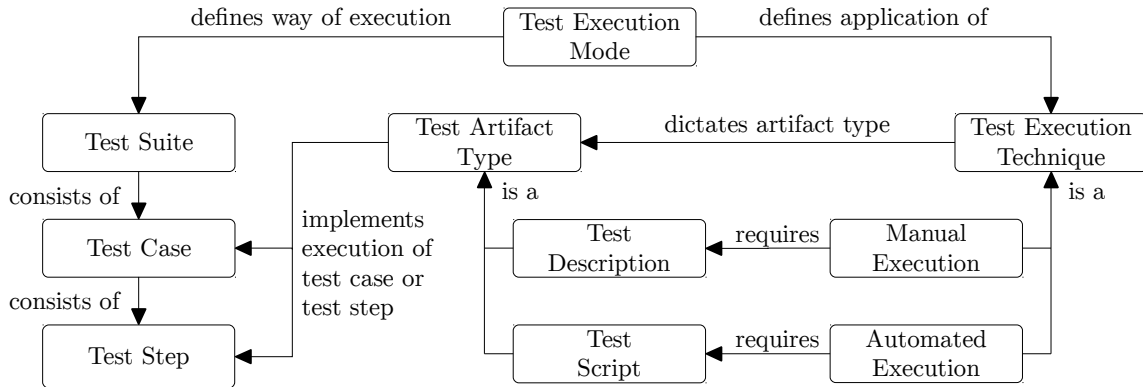 defines way of execution
Test Execution
Mode
defines application of
Test Suite
Test Artifact
Type
dictates artifact type
Test Execution
Technique
consists of
is a
is a
Test Case
implements
execution of
test case or
test step
Test
Description
requires
Manual
Execution
consists of
Test Step
Test
Script
requires
Automated
Execution